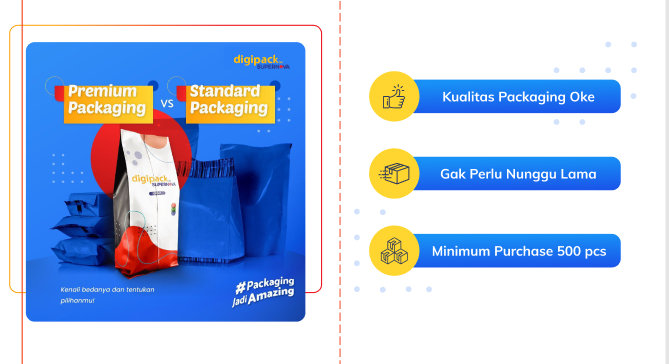 digipack
SUPERNOVA
Premium
Packaging
vs
Standard
Packaging
digipack
SUPERNOVA
Kenali bedanya dan tentukan
pilihanmu!
#Packaging
Jadi Amazing
Kualitas Packaging Oke
Gak Perlu Nunggu Lama
Minimum Purchase 500 pcs